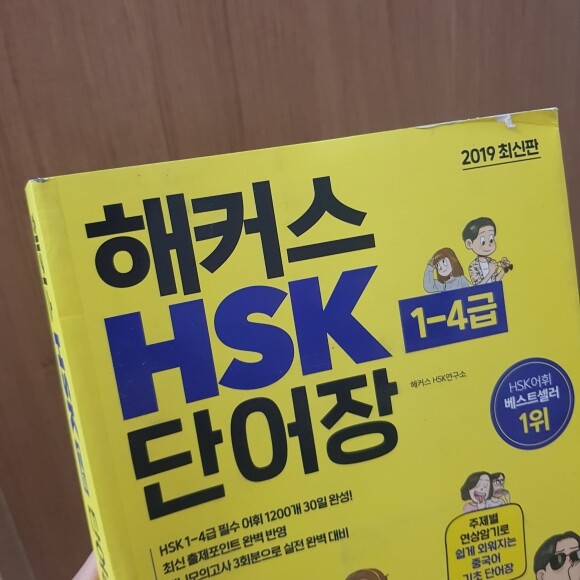 2019 최신판
해커스
HSK
1-4급
단어장
해커스 HSK연구소
HSK어휘
베스트셀러
1위
HSK 1-4급 필수 어휘 1200개 30일 완성!
최신 출제포인트 완벽 반영
모의고사 3회분으로 실전 완벽 대비
주제별
연상암기로
쉽게 외워지는
중국어
기초 단어장